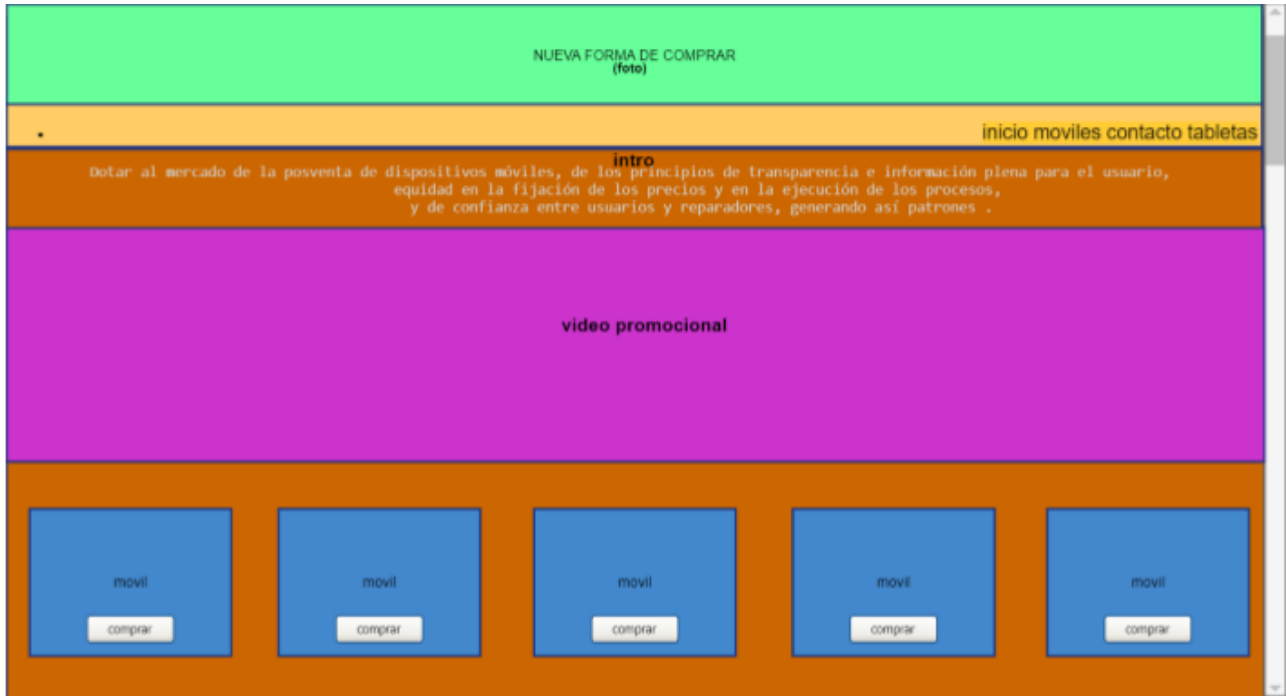 NUEVA FORMA DE COMPRAR
(foto)
inicio moviles contacto tabletas
intro
Dotar al mercado de la posventa de dispositivos móviles, de los principios de transparencia e información plena para el usuario,
equidad en la fijación de los precios y en la ejecución de los procesos,
y de confianza entre usuarios y reparadores, generando así patrones .
video promocional
movil movil movil movil movil
comprar comprar comprar comprar comprar